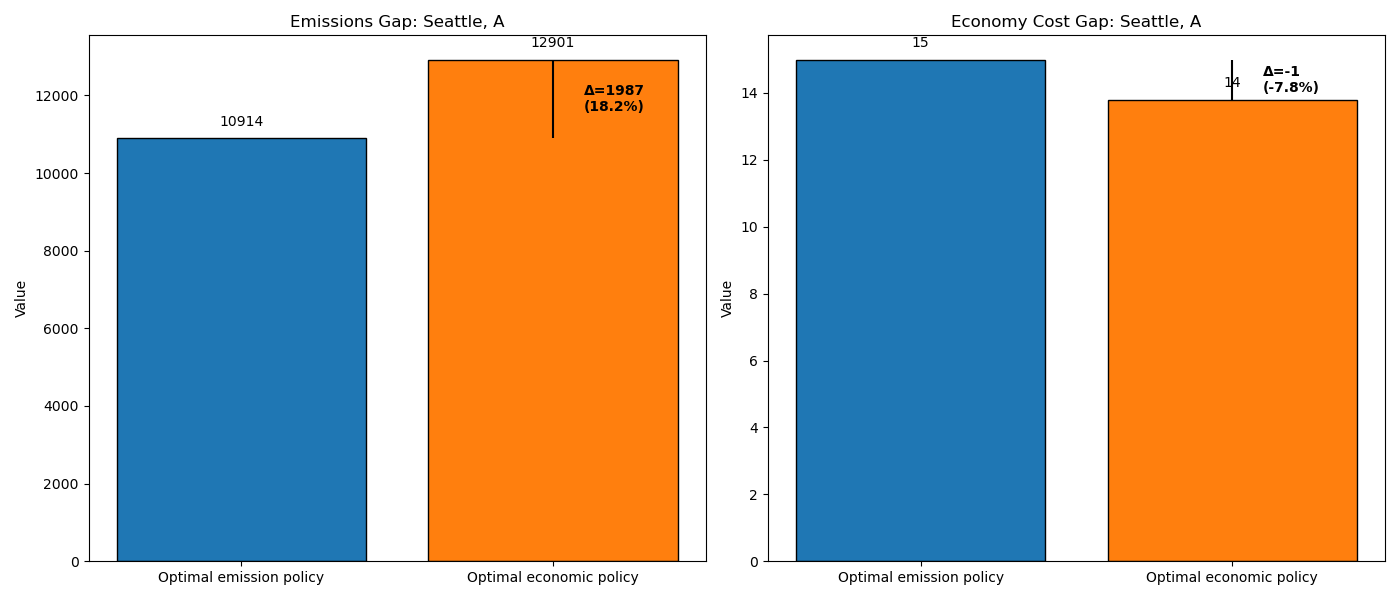 Emissions Gap: Seattle, A
12901
Δ=1987
(18.2%)
10914
12000
10000
8000
6000
4000
2000
0
Value
Optimal emission policy
Optimal economic policy
Economy Cost Gap: Seattle, A
15
14
Δ=-1
(-7.8%)
14
12
10
8
6
4
2
0
Value
Optimal emission policy
Optimal economic policy